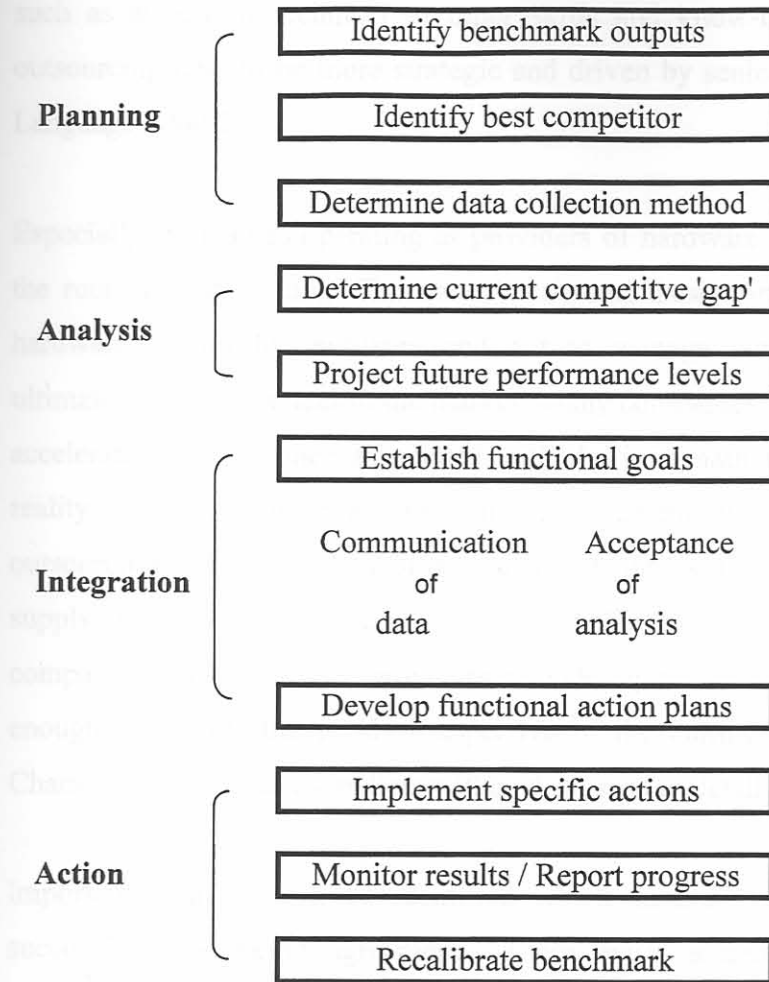 Identify benchmark outputs
Planning
Identify best competitor
Determine data collection method
Determine current competitve 'gap'
Analysis
Project future performance levels
Establish functional goals
Communication Acceptance
of of
Integration
data analysis
Develop functional action plans
Implement specific actions
Action
Monitor results / Report progress
Recalibrate benchmark